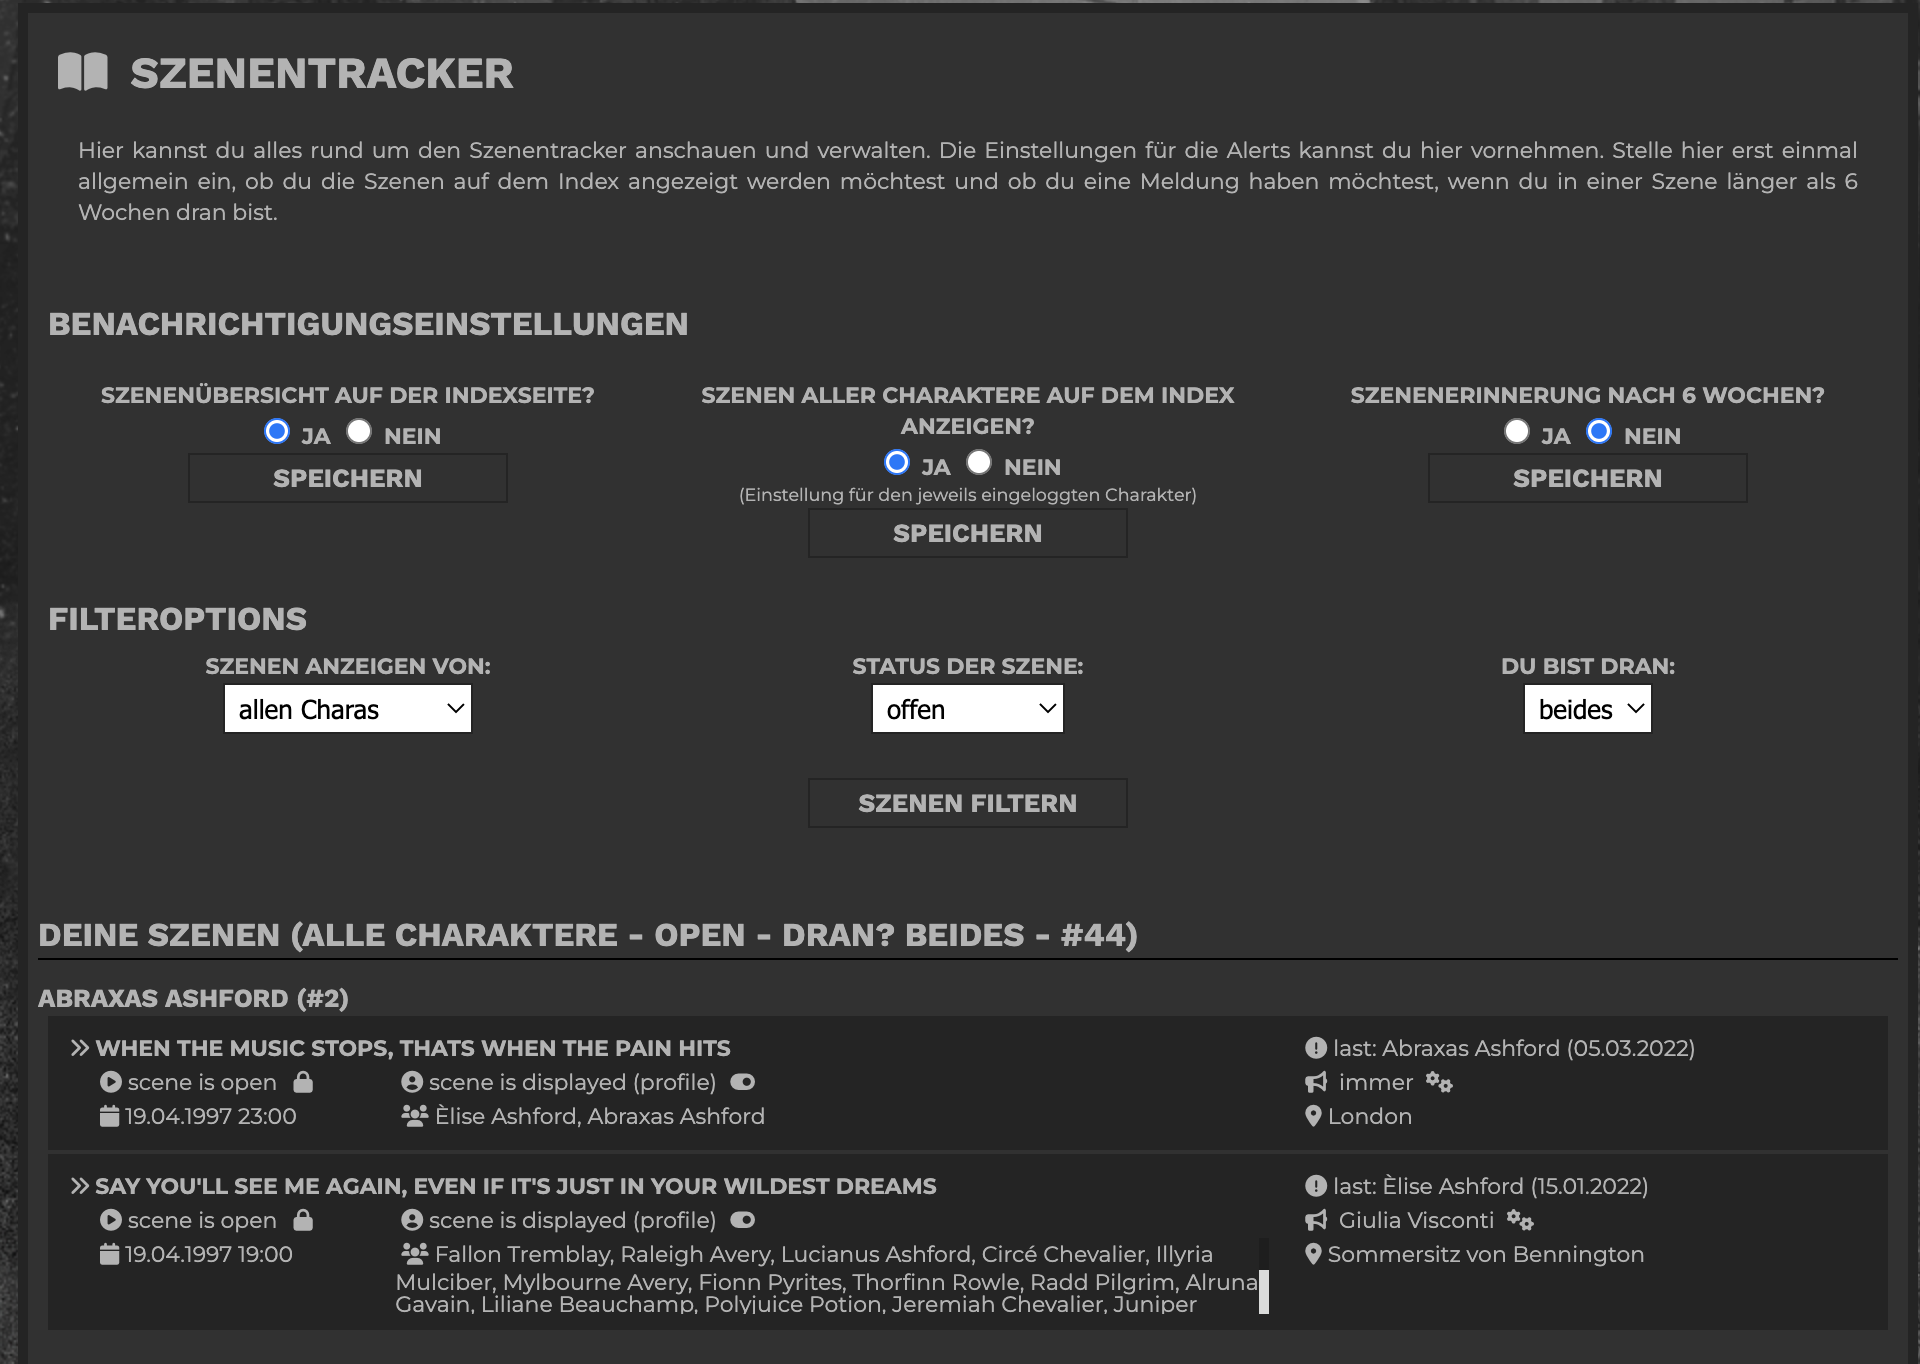 SZENENTRACKER
Hier kannst du alles rund um den Szenentracker anschauen und verwalten. Die Einstellungen für die Alerts kannst du hier vornehmen. Stelle hier erst einmal
allgemein ein, ob du die Szenen auf dem Index angezeigt werden möchtest und ob du eine Meldung haben möchtest, wenn du in einer Szene länger als 6
Wochen dran bist.
BENACHRICHTIGUNGSEINSTELLUNGEN
SZENENÜBERSICHT AUF DER INDEXSEITE?
JA NEIN
SPEICHERN
SZENEN ALLER CHARAKTERE AUF DEM INDEX
ANZEIGEN?
JA NEIN
(Einstellung für den jeweils eingeloggten Charakter)
SPEICHERN
SZENENERINNERUNG NACH 6 WOCHEN?
JA NEIN
SPEICHERN
FILTEROPTIONS
SZENEN ANZEIGEN VON:
allen Charas
STATUS DER SZENE:
offen
DU BIST DRAN:
beides
SZENEN FILTERN
DEINE SZENEN (ALLE CHARAKTERE - OPEN - DRAN? BEIDES - #44)
ABRAXAS ASHFORD (#2)
WHEN THE MUSIC STOPS, THATS WHEN THE PAIN HITS
last: Abraxas Ashford (05.03.2022)
scene is open
scene is displayed (profile)
immer
19.04.1997 23:00
Èlise Ashford, Abraxas Ashford
London
SAY YOU'LL SEE ME AGAIN, EVEN IF IT'S JUST IN YOUR WILDEST DREAMS
last: Èlise Ashford (15.01.2022)
scene is open
scene is displayed (profile)
Giulia Visconti
19.04.1997 19:00
Fallon Tremblay, Raleigh Avery, Lucianus Ashford, Circé Chevalier, Illyria
Mulciber, Mylbourne Avery, Fionn Pyrites, Thorfinn Rowle, Radd Pilgrim, Alruna
Gavain, Liliane Beauchamp, Polyjuice Potion, Jeremiah Chevalier, Juniper
Sommersitz von Bennington